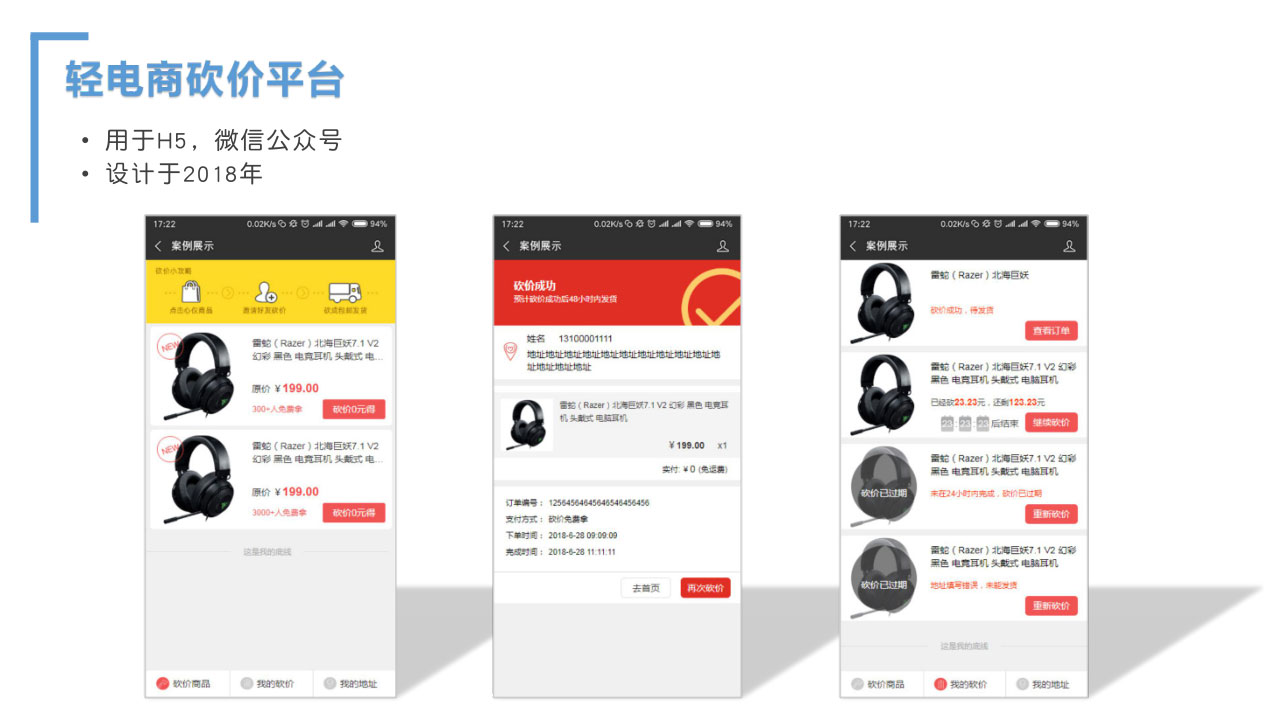 轻电商砍价平台
• 用于H5，微信公众号
• 设计于2018年
17:22 0.02K/s 94%
案例展示
砍价小攻略
点击心仪商品 邀请好友砍价 砍成包邮发货
NEW
雷蛇（Razer）北海巨妖7.1 V2
幻彩 黑色 电竞耳机 头戴式 电...
原价 ¥ 199.00
300+人免费拿 砍价0元得
NEW
雷蛇（Razer）北海巨妖7.1 V2
幻彩 黑色 电竞耳机 头戴式 电...
原价 ¥ 199.00
3000+人免费拿 砍价0元得
这是我的底线
砍价商品 我的砍价 我的地址
17:22 0.02K/s 94%
案例展示
砍价成功
预计砍价成功后48小时内发货
姓名 13100001111
地址地址地址地址地址地址地址地址地址地址地
址地址地址地址
雷蛇（Razer）北海巨妖7.1 V2 幻彩 黑色 电竞耳
机 头戴式 电脑耳机
¥ 199.00 x1
实付: ¥ 0 (免运费)
订单编号： 12564564645646546456456
支付方式： 砍价免费拿
下单时间： 2018-6-28 09:09:09
完成时间： 2018-6-28 11:11:11
去首页 再次砍价
17:22 0.02K/s 94%
案例展示
雷蛇（Razer）北海巨妖
砍价成功，待发货
查看订单
雷蛇（Razer）北海巨妖7.1 V2 幻彩
黑色 电竞耳机 头戴式 电脑耳机
已经砍23.23元，还剩123.23元
23:23:23后结束 继续砍价
砍价已过期
雷蛇（Razer）北海巨妖7.1 V2 幻彩
黑色 电竞耳机 头戴式 电脑耳机
未在24小时内完成，砍价已过期
重新砍价
砍价已过期
雷蛇（Razer）北海巨妖7.1 V2 幻彩
黑色 电竞耳机 头戴式 电脑耳机
地址填写错误，未能发货
重新砍价
这是我的底线
砍价商品 我的砍价 我的地址